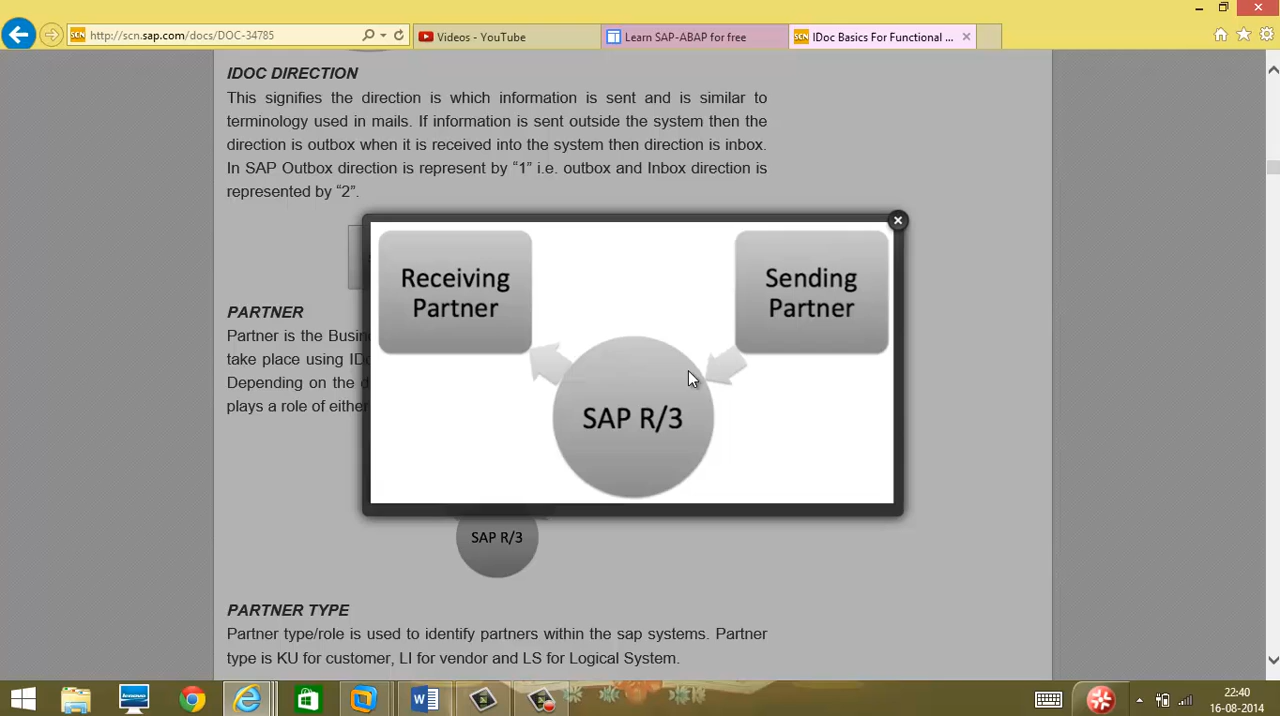 http://scn.sap.com/docs/DOC-34785
Videos - YouTube
Learn SAP-ABAP for free
SCN
IDoc Basics For Functional ...
IDOC DIRECTION
This signifies the direction is which information is sent and is similar to
terminology used in mails. If information is sent outside the system then the
direction is outbox when it is received into the system then direction is inbox.
In SAP Outbox direction is represent by “1” i.e. outbox and Inbox direction is
represented by “2”.
Receiving
Partner
Sending
Partner
SAP R/3
PARTNER
Partner is the Busin
take place using IDo
Depending on the d
plays a role of either
SAP R/3
PARTNER TYPE
Partner type/role is used to identify partners within the sap systems. Partner
type is KU for customer, LI for vendor and LS for Logical System.
22:40
16-08-2014